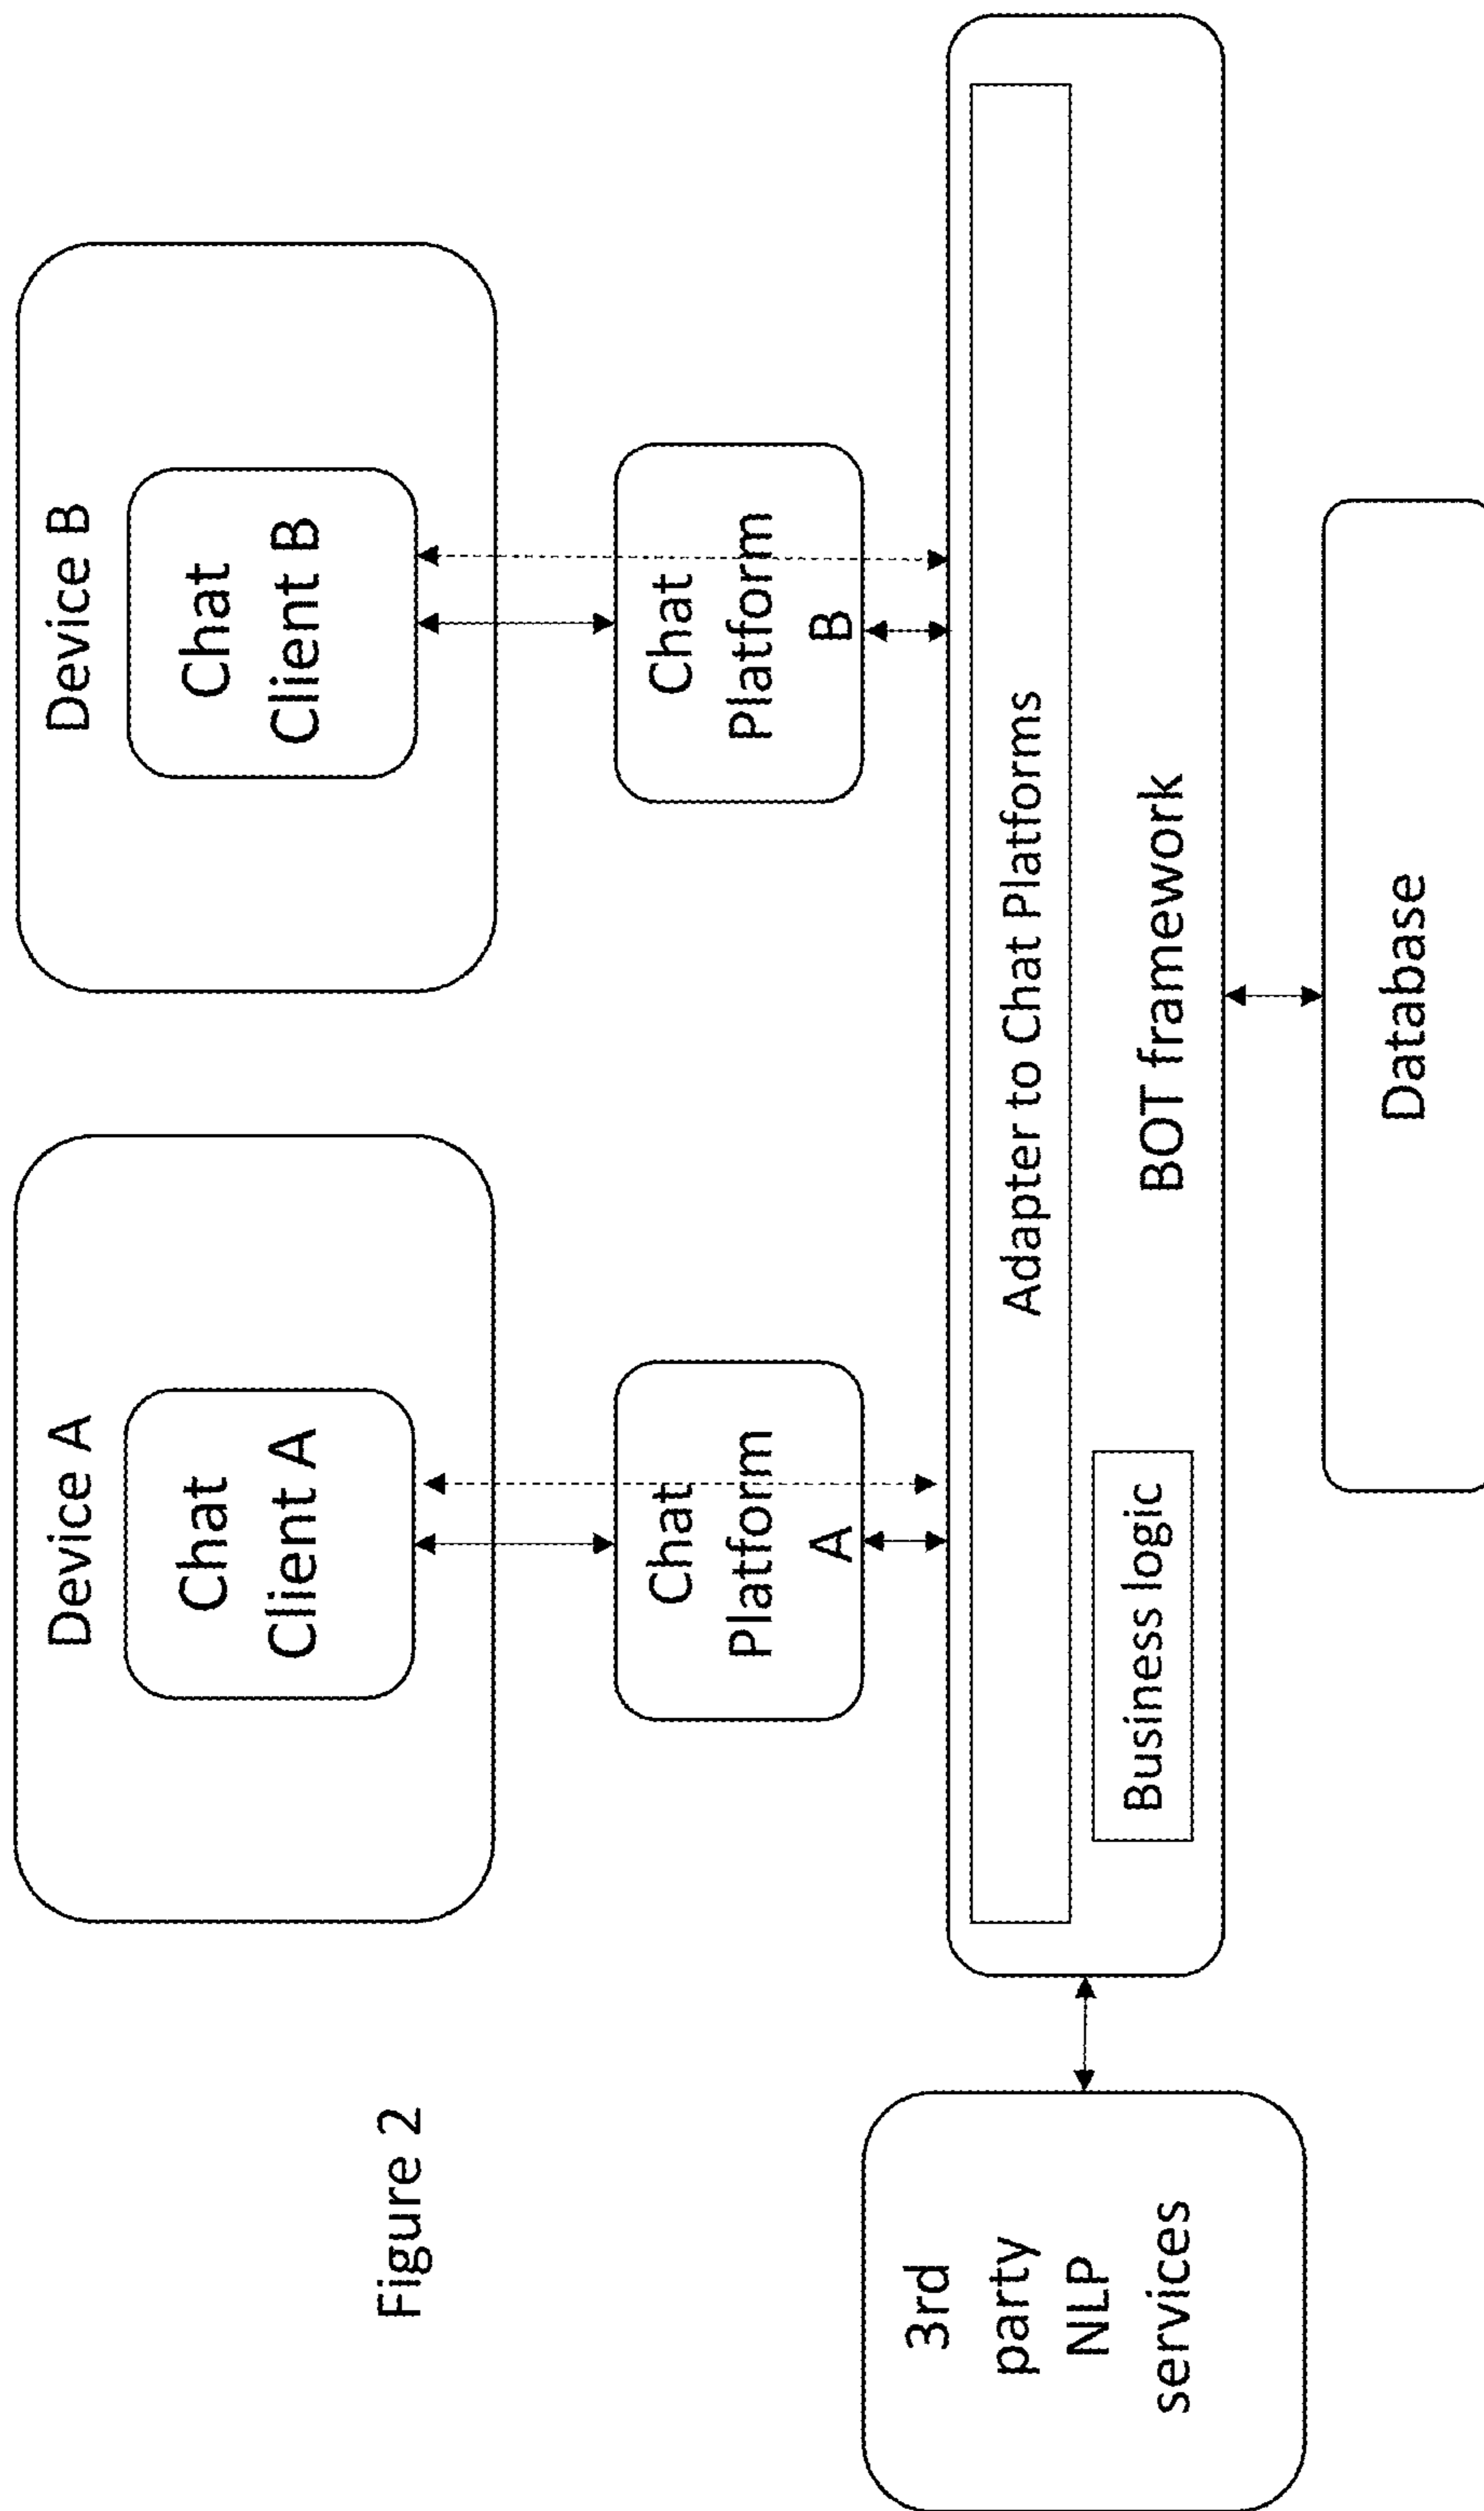 Device A
Chat
Client A
Device B
Chat
Client B
Figure 2
Chat
Platform
A
Chat
Platform
B
3rd
party
NLP
services
Adapter to Chat Platforms
Business logic
BOT framework
Database